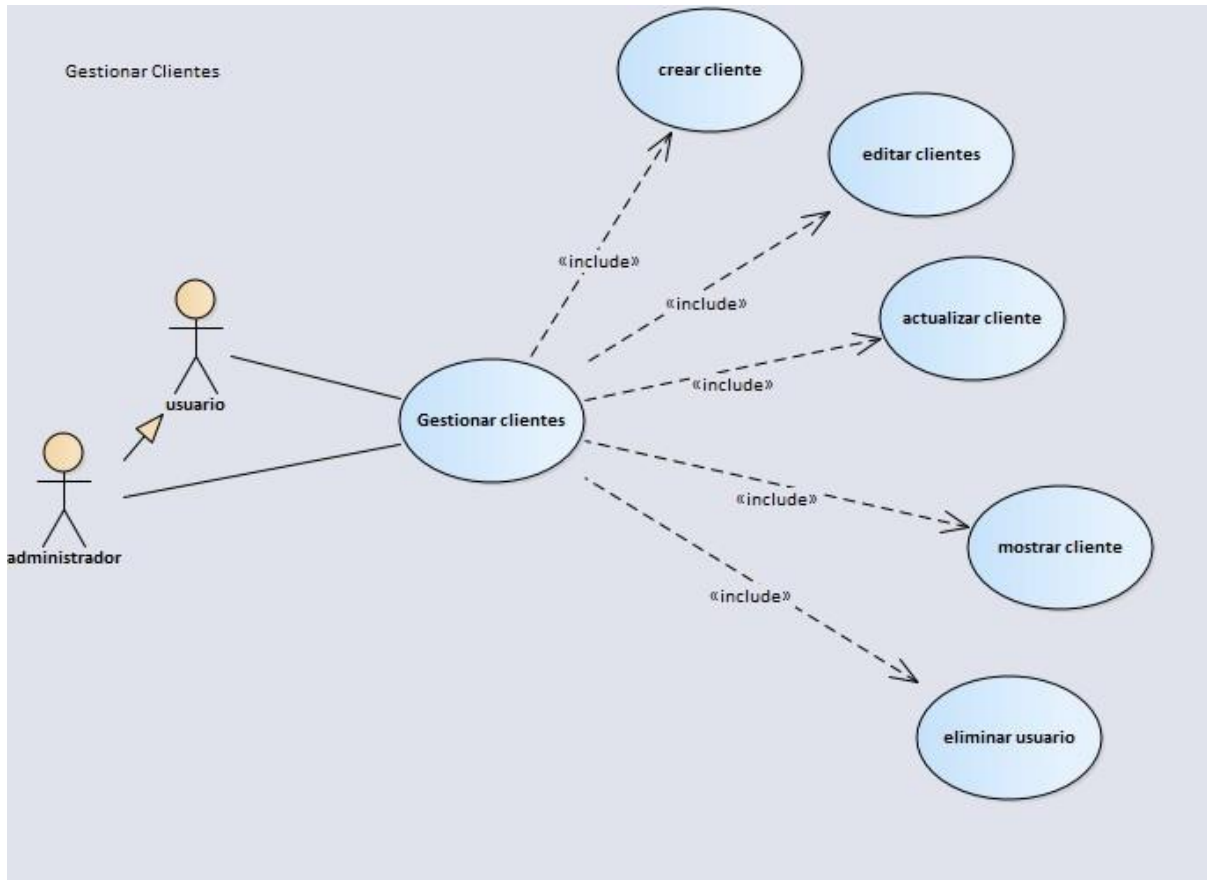 Gestionar Clientes
crear cliente
editar clientes
«include»
«include»
actualizar cliente
«include»
usuario
Gestionar clientes
«include»
mostrar cliente
administrador
«include»
eliminar usuario